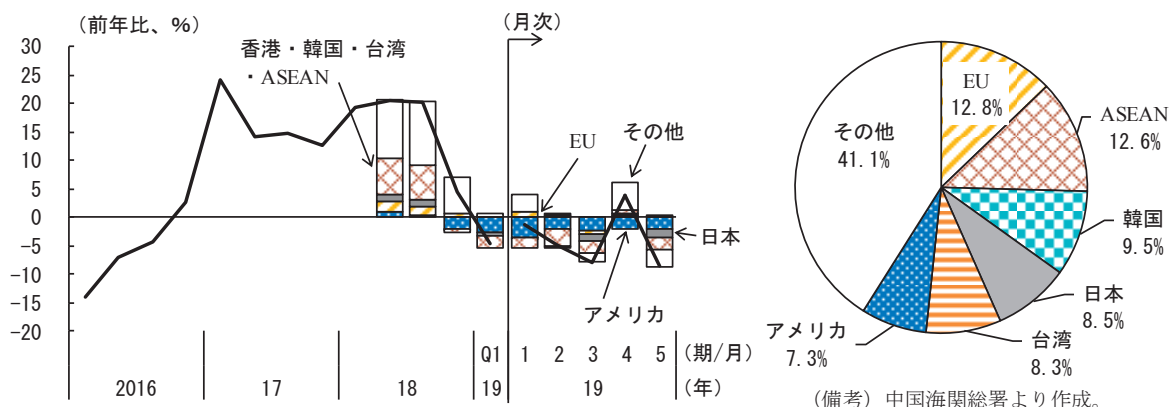 （前年比、%）
（月次）
30
25
20
15
10
5
0
-5
-10
-15
-20
香港・韓国・台湾
・ASEAN
EU
その他
日本
アメリカ
Q1
1
2
3
4
5
（期/月）
2016
17
18
19
19
（年）
EU
12.8%
ASEAN
12.6%
韓国
9.5%
日本
8.5%
台湾
8.3%
アメリカ
7.3%
その他
41.1%
（備考）中国海関総署より作成。